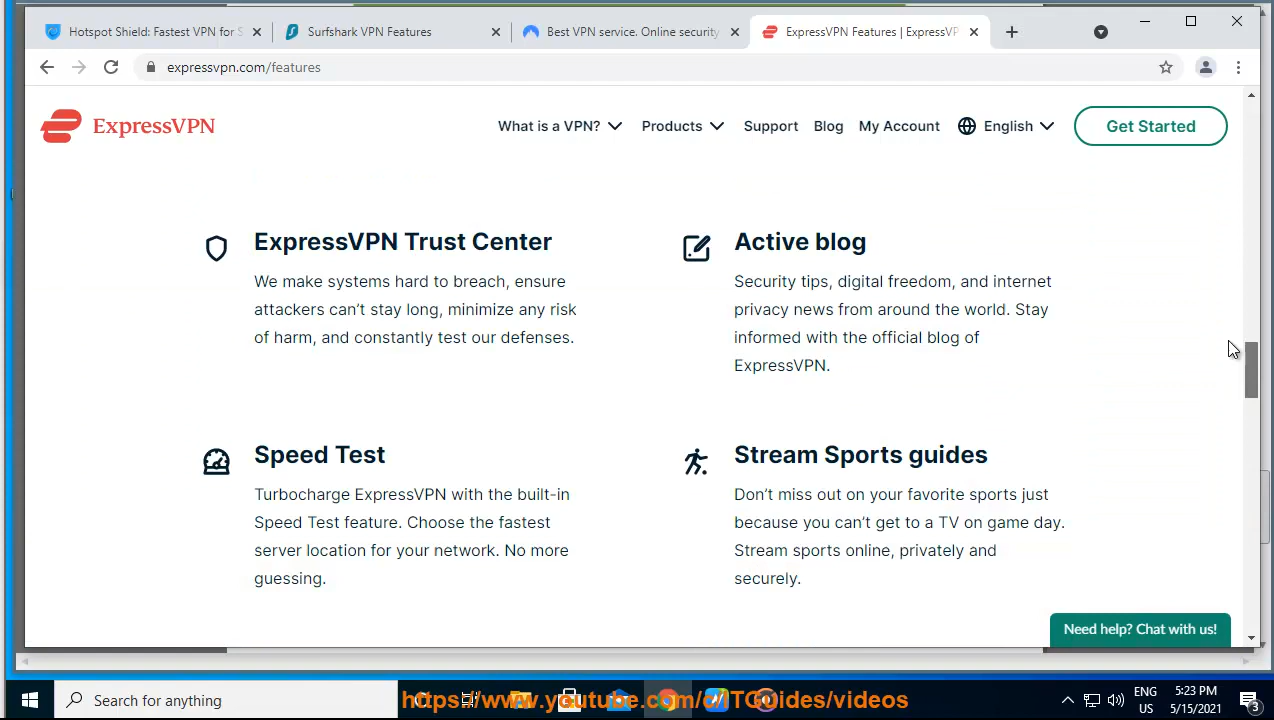 Hotspot Shield: Fastest VPN for S
Surfshark VPN Features
Best VPN service. Online security
ExpressVPN Features | ExpressVP
expressvpn.com/features
ExpressVPN
What is a VPN?
Products
Support
Blog
My Account
English
Get Started
ExpressVPN Trust Center
We make systems hard to breach, ensure
attackers can’t stay long, minimize any risk
of harm, and constantly test our defenses.
Active blog
Security tips, digital freedom, and internet
privacy news from around the world. Stay
informed with the official blog of
ExpressVPN.
Speed Test
Turbocharge ExpressVPN with the built-in
Speed Test feature. Choose the fastest
server location for your network. No more
guessing.
Stream Sports guides
Don’t miss out on your favorite sports just
because you can’t get to a TV on game day.
Stream sports online, privately and
securely.
Need help? Chat with us!
Search for anything
https://www.youtube.com/c/ITGuides/videos
ENG
US
5:23 PM
5/15/2021
3